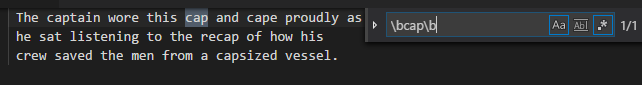 The captain wore this cap and cape proudly as
he sat listening to the recap of how his
crew saved the men from a capsized vessel.
\bcap\b
Aa
Abl
.*
1/1